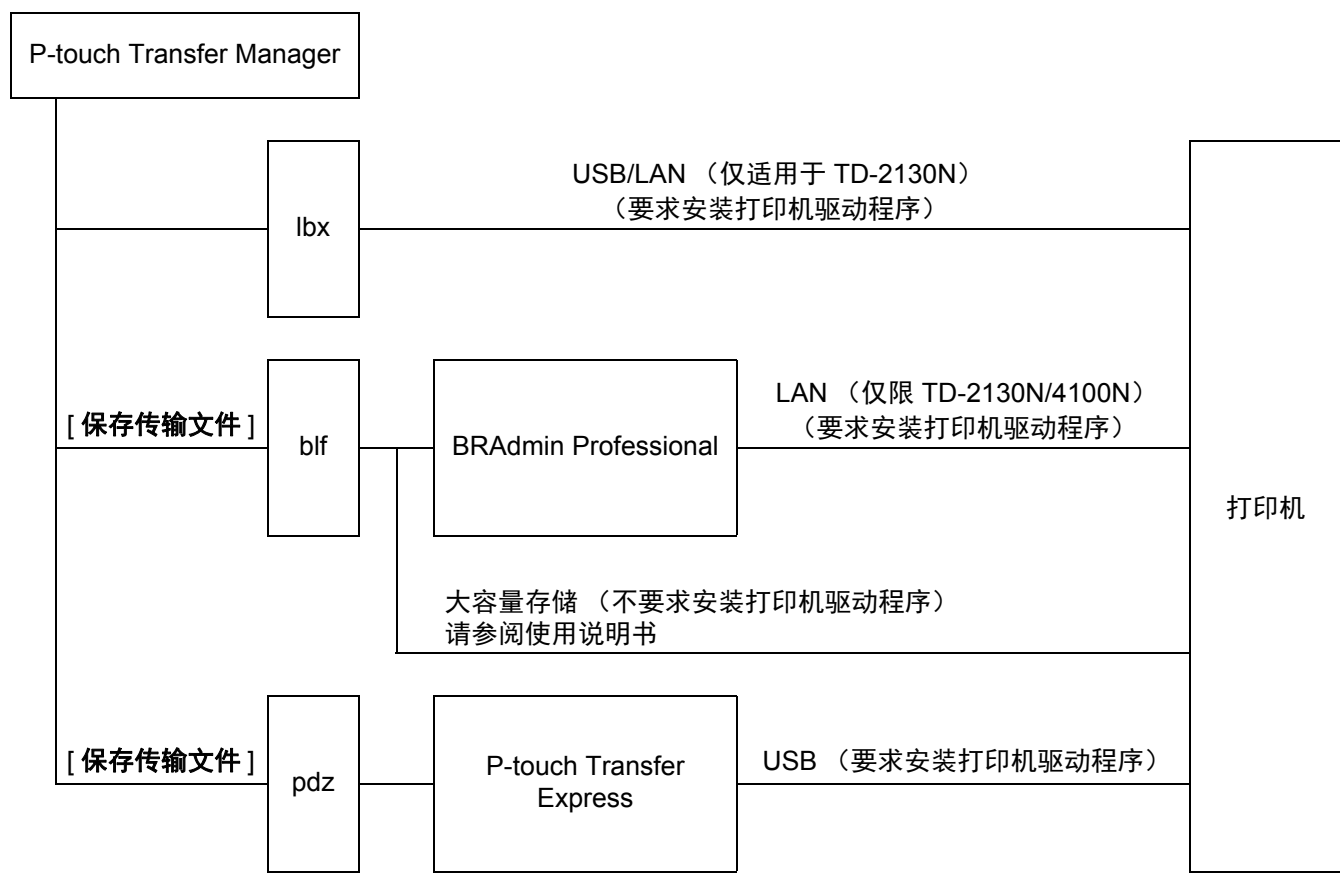 P-touch Transfer Manager
lbx
USB/LAN （仅适用于 TD-2130N）
（要求安装打印机驱动程序）
[ 保存传输文件 ]
blf
BRAdmin Professional
LAN （仅限 TD-2130N/4100N）
（要求安装打印机驱动程序）
打印机
大容量存储 （不要求安装打印机驱动程序）
请参阅使用说明书
[ 保存传输文件 ]
pdz
P-touch Transfer
Express
USB （要求安装打印机驱动程序）